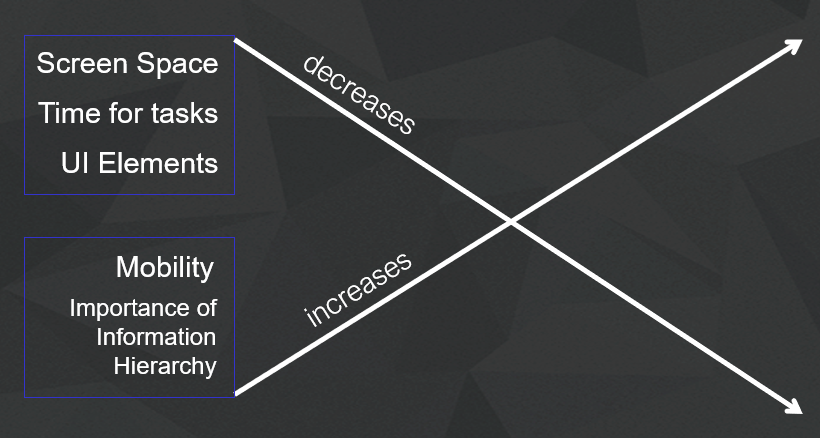 Screen Space
Time for tasks
UI Elements
decreases
Mobility
Importance of
Information
Hierarchy
increases